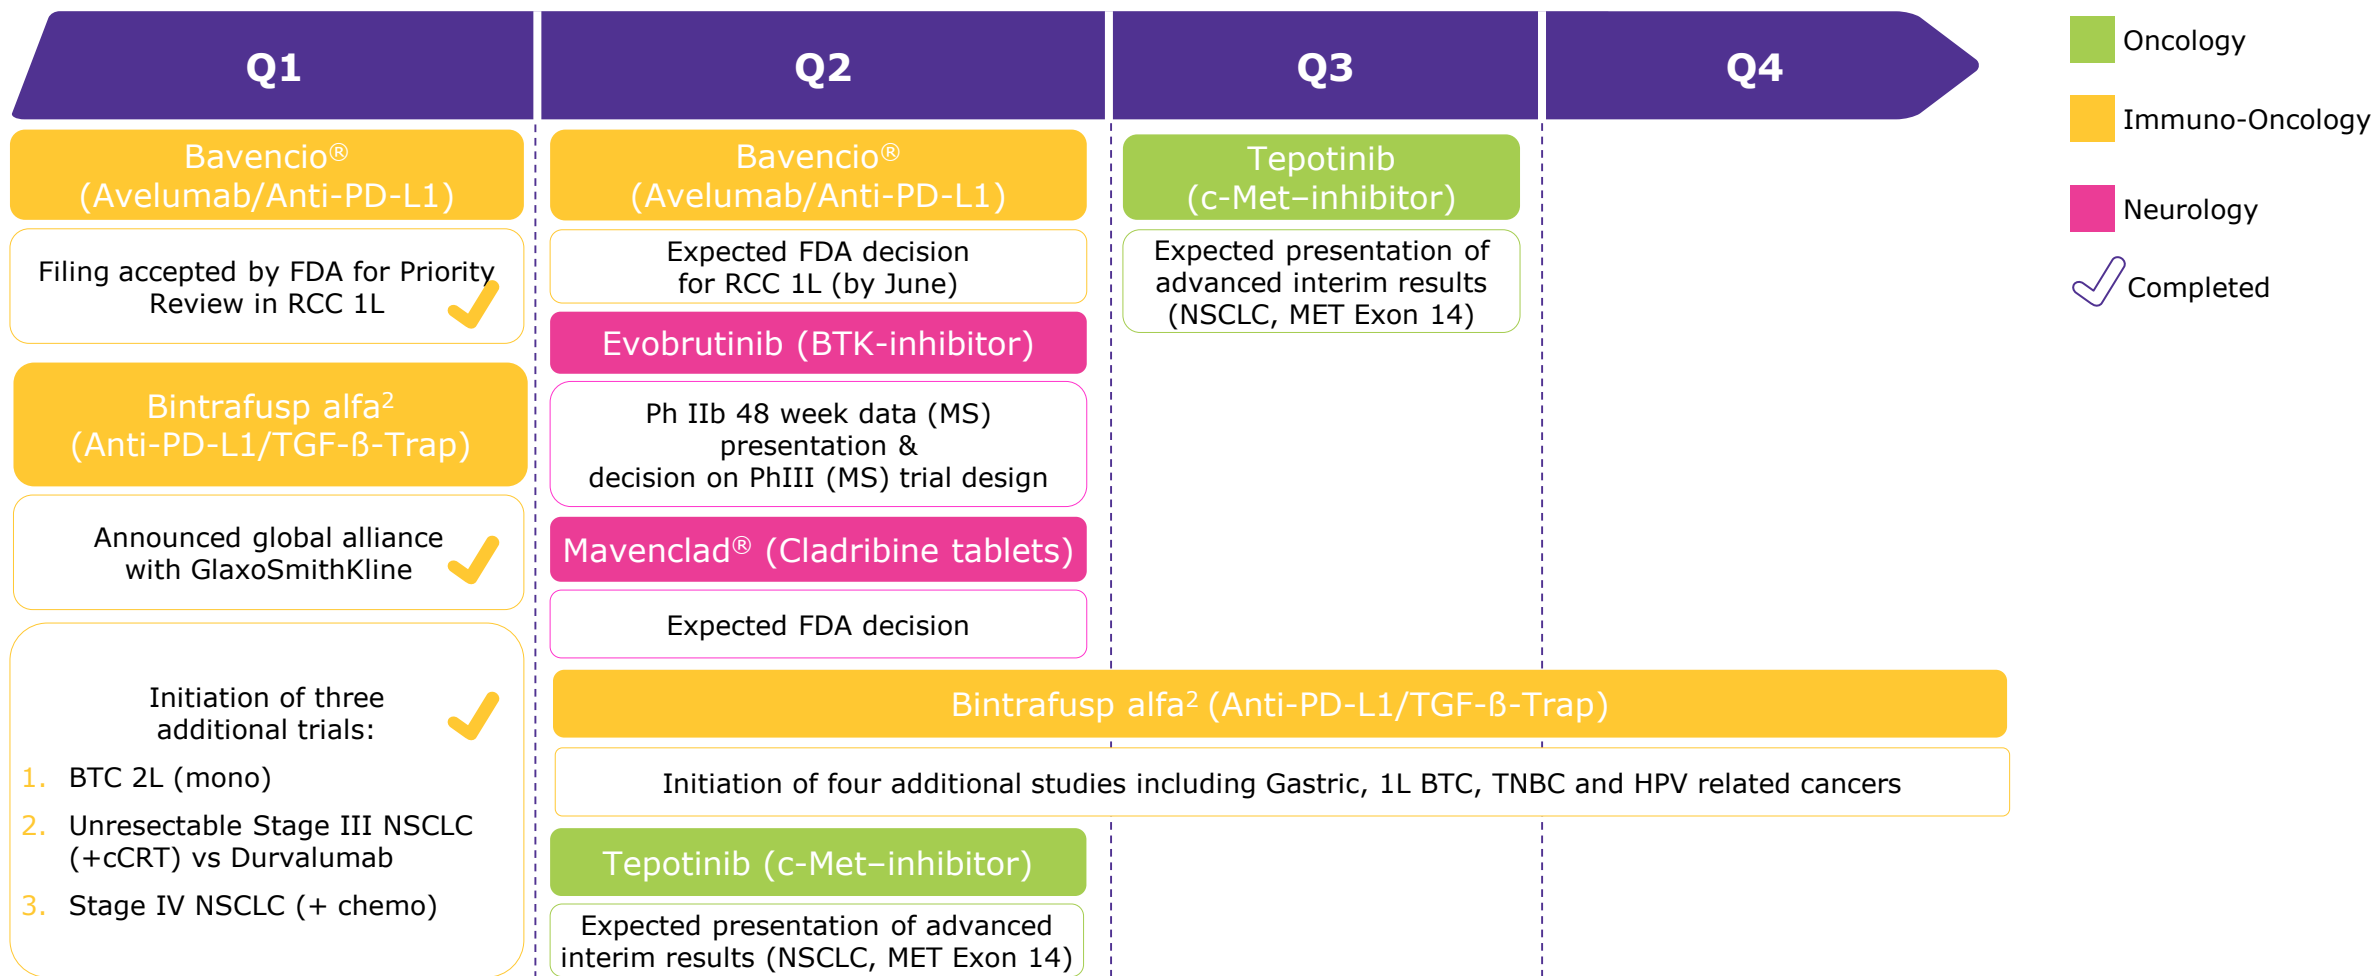 Q1
Q2
Q3
Q4
Oncology
Immuno-Oncology
Neurology
Completed
Bavencio®
(Avelumab/Anti-PD-L1)
Filing accepted by FDA for Priority
Review in RCC 1L
Bintrafusp alfa²
(Anti-PD-L1/TGF-ß-Trap)
Announced global alliance
with GlaxoSmithKline
Initiation of three
additional trials:
1. BTC 2L (mono)
2. Unresectable Stage III NSCLC
(+cCRT) vs Durvalumab
3. Stage IV NSCLC (+ chemo)
Bavencio®
(Avelumab/Anti-PD-L1)
Expected FDA decision
for RCC 1L (by June)
Evobrutinib (BTK-inhibitor)
Ph IIb 48 week data (MS)
presentation &
decision on PhIII (MS) trial design
Mavenclad® (Cladribine tablets)
Expected FDA decision
Tepotinib
(c-Met–inhibitor)
Expected presentation of
advanced interim results
(NSCLC, MET Exon 14)
Bintrafusp alfa² (Anti-PD-L1/TGF-ß-Trap)
Initiation of four additional studies including Gastric, 1L BTC, TNBC and HPV related cancers
Tepotinib (c-Met–inhibitor)
Expected presentation of advanced
interim results (NSCLC, MET Exon 14)